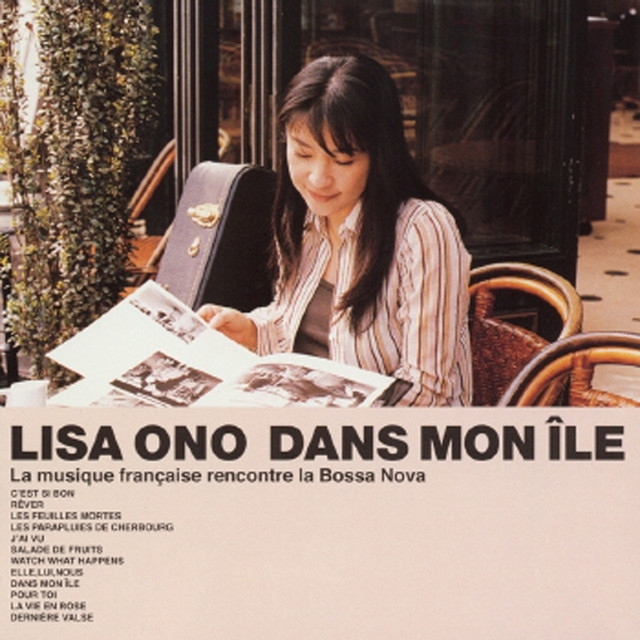 LISA ONO DANS MON ÎLE
La musique française rencontre la Bossa Nova
C'EST SI BON
RÊVER
LES FEUILLES MORTES
LES PARAPLUIES DE CHERBOURG
J'AI VU
SALADE DE FRUITS
WATCH WHAT HAPPENS
ELLE,LUI,NOUS
DANS MON ÎLE
POUR TOI
LA VIE EN ROSE
DERNIÈRE VALSE